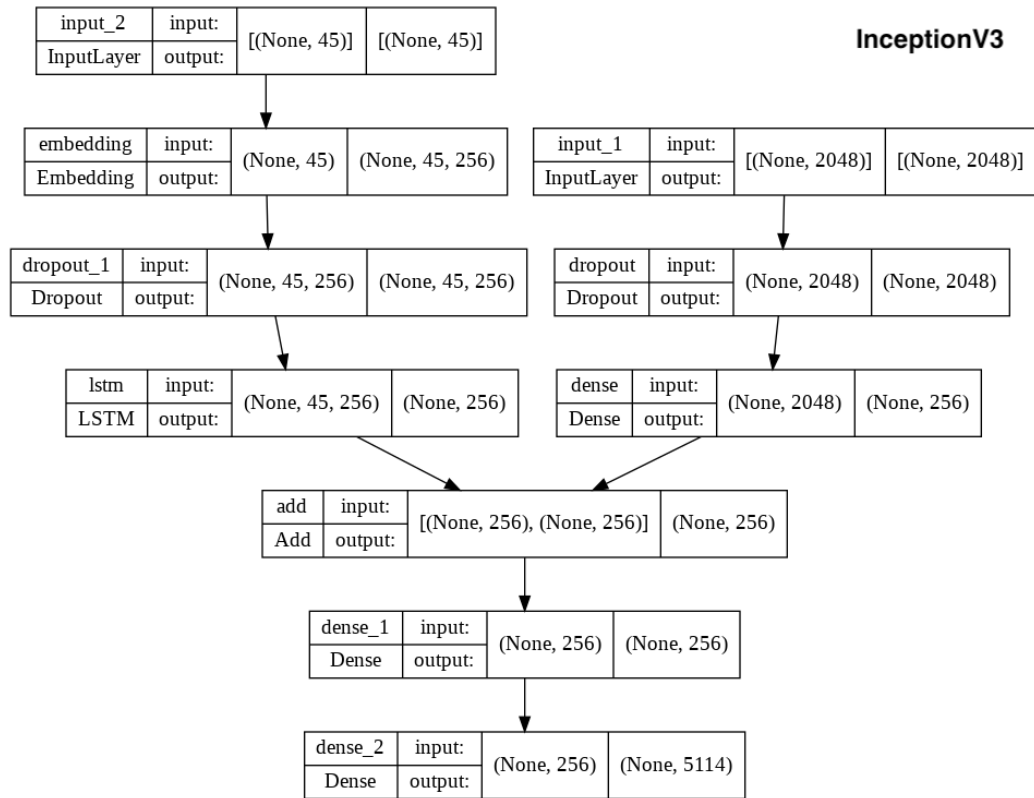 InceptionV3
input_2 input: [(None, 45)] [(None, 45)]
InputLayer output:
embedding input: (None, 45) (None, 45, 256)
Embedding output:
input_1 input: [(None, 2048)] [(None, 2048)]
InputLayer output:
dropout_1 input: (None, 45, 256) (None, 45, 256)
Dropout output:
dropout input: (None, 2048) (None, 2048)
Dropout output:
lstm input: (None, 45, 256) (None, 256)
LSTM output:
dense input: (None, 2048) (None, 256)
Dense output:
add input: [(None, 256), (None, 256)] (None, 256)
Add output:
dense_1 input: (None, 256) (None, 256)
Dense output:
dense_2 input: (None, 256) (None, 5114)
Dense output: